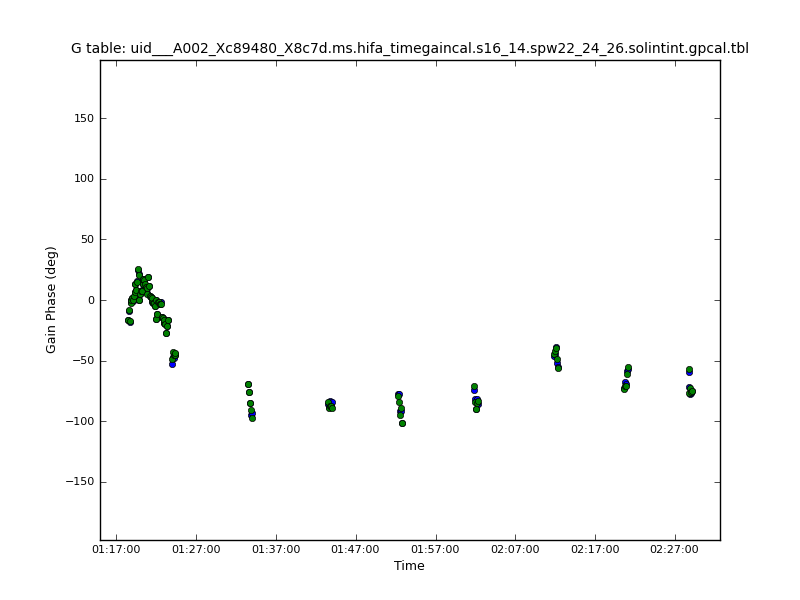 G table: uid___A002_Xc89480_X8c7d.ms.hifa_timegaincal.s16_14.spw22_24_26.solintint.gpcal.tbl
150
100
50
0
−50
−100
−150
Gain Phase (deg)
01:17:00 01:27:00 01:37:00 01:47:00 01:57:00 02:07:00 02:17:00 02:27:00
Time